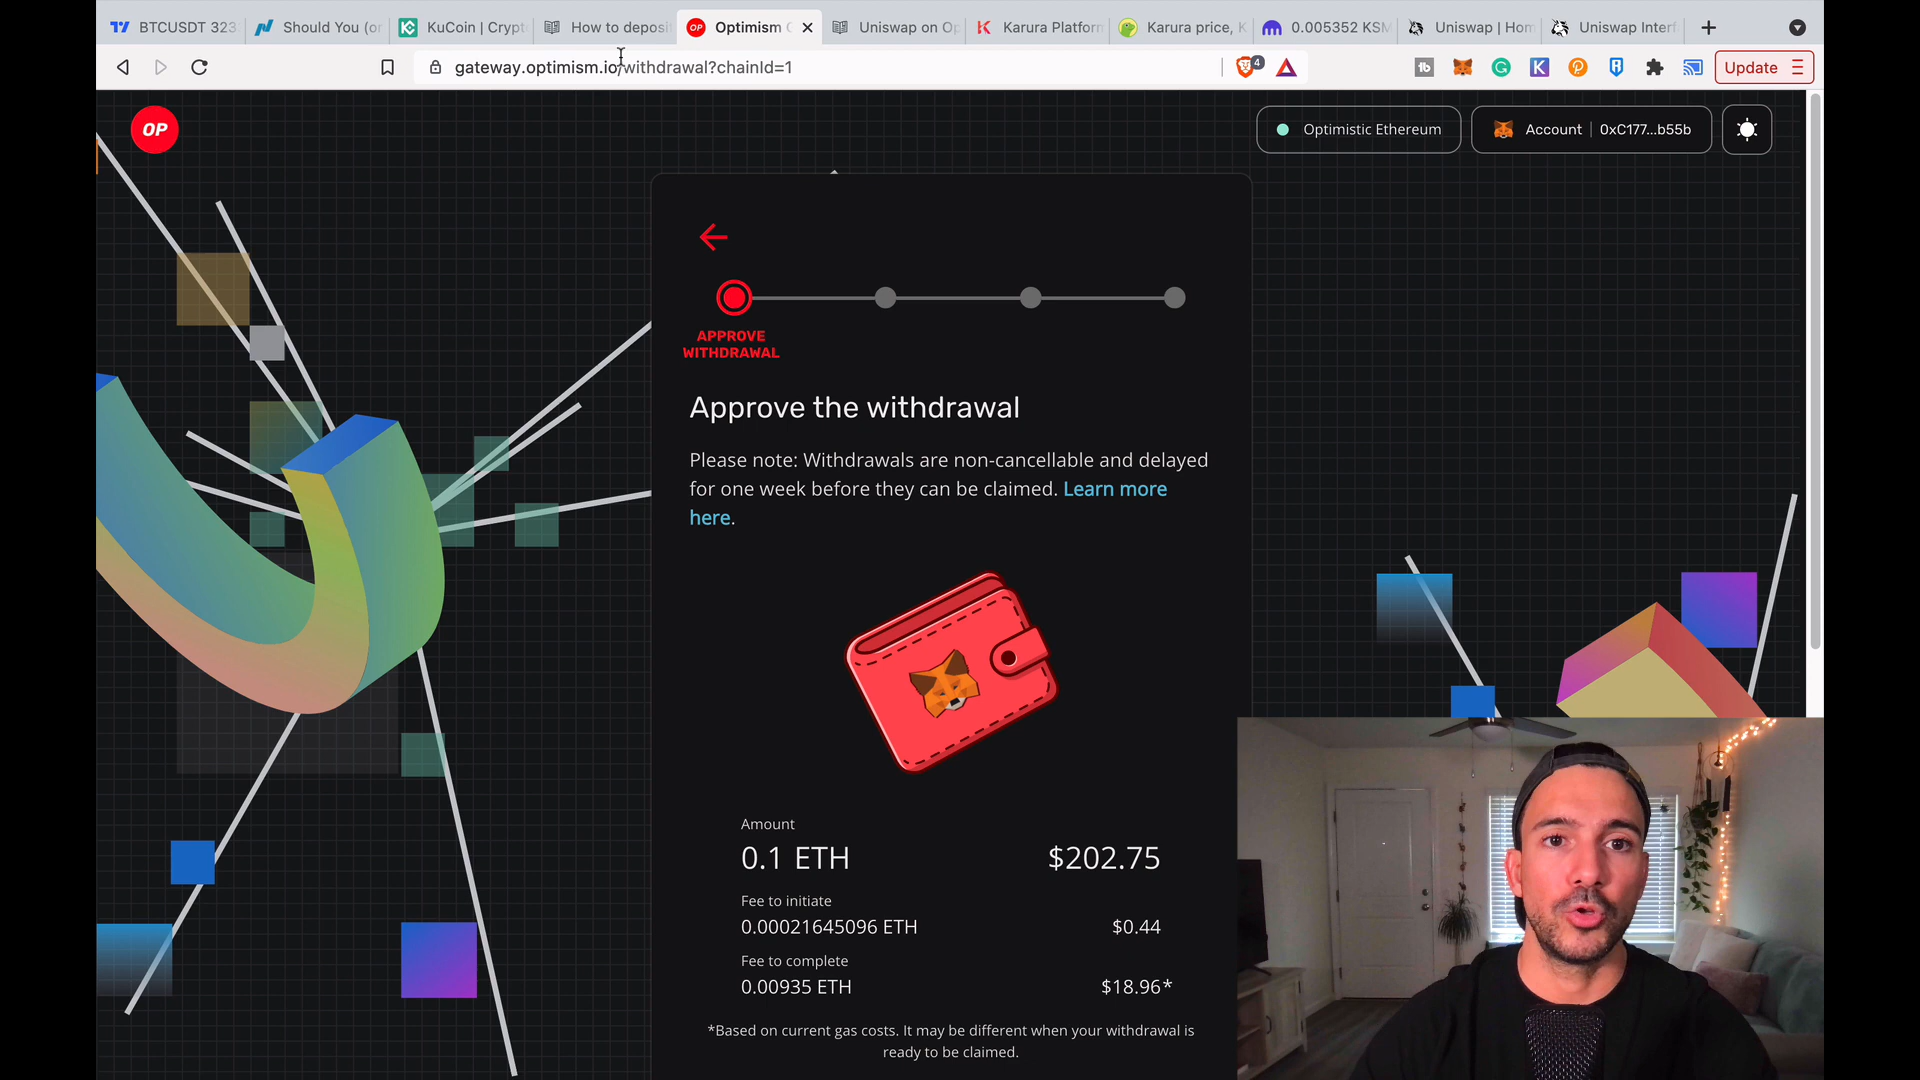 BTCUSDT 323
Should You (or
KuCoin | Crypt
How to deposi
Optimism G
Uniswap on Op
Karura Platform
Karura price, K
0.005352 KSM
Uniswap | Hom
Uniswap Interf
gateway.optimism.io/withdrawal?chainId=1
4
Update
OP
Optimistic Ethereum
Account | 0xC177...b55b
APPROVE
WITHDRAWAL
Approve the withdrawal
Please note: Withdrawals are non-cancellable and delayed
for one week before they can be claimed. Learn more
here.
Amount
0.1 ETH
$202.75
Fee to initiate
0.00021645096 ETH
$0.44
Fee to complete
0.00935 ETH
$18.96*
*Based on current gas costs. It may be different when your withdrawal is
ready to be claimed.